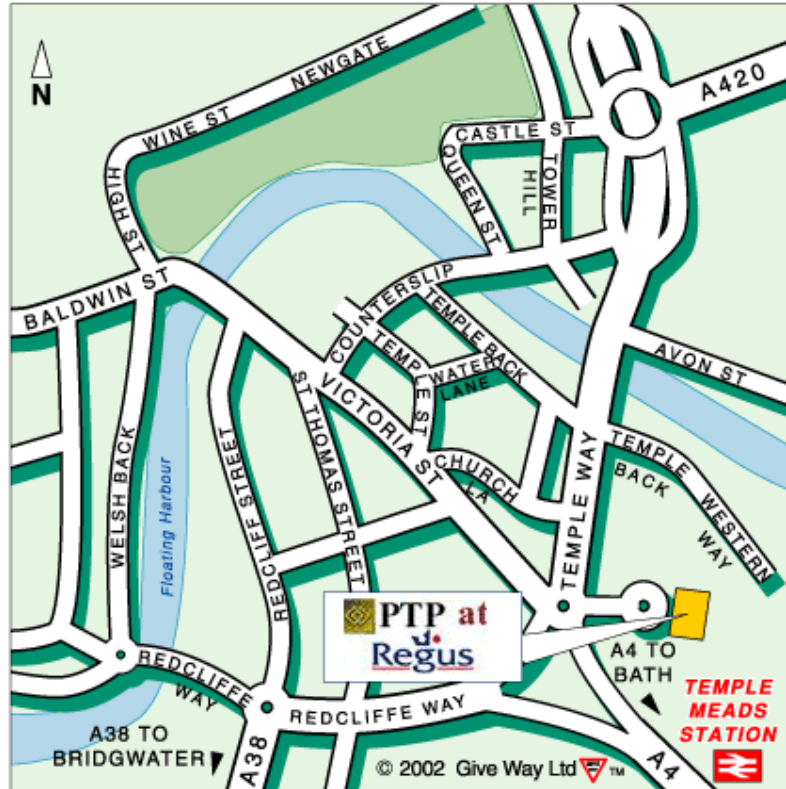 N
NEWGATE
WINE ST
HIGH ST
A420
CASTLE ST
QUEEN ST
TOWER
HILL
BALDWIN ST
COUNTERSLIP
TEMPLE BACK
TEMPLE ST
WATER
LANE
AVON ST
VICTORIA ST
ST THOMAS STREET
REDCLIFF STREET
WELSH BACK
Floating Harbour
CHURCH
LA
TEMPLE WAY
TEMPLE
BACK
WESTERN
WAY
PTP at
Regus
A4 TO
BATH
TEMPLE
MEADS
STATION
REDCLIFFE
WAY
REDCLIFFE WAY
A38 TO
BRIDGWATER
A38
A4
© 2002 Give Way Ltd
GIVE WAY
TM